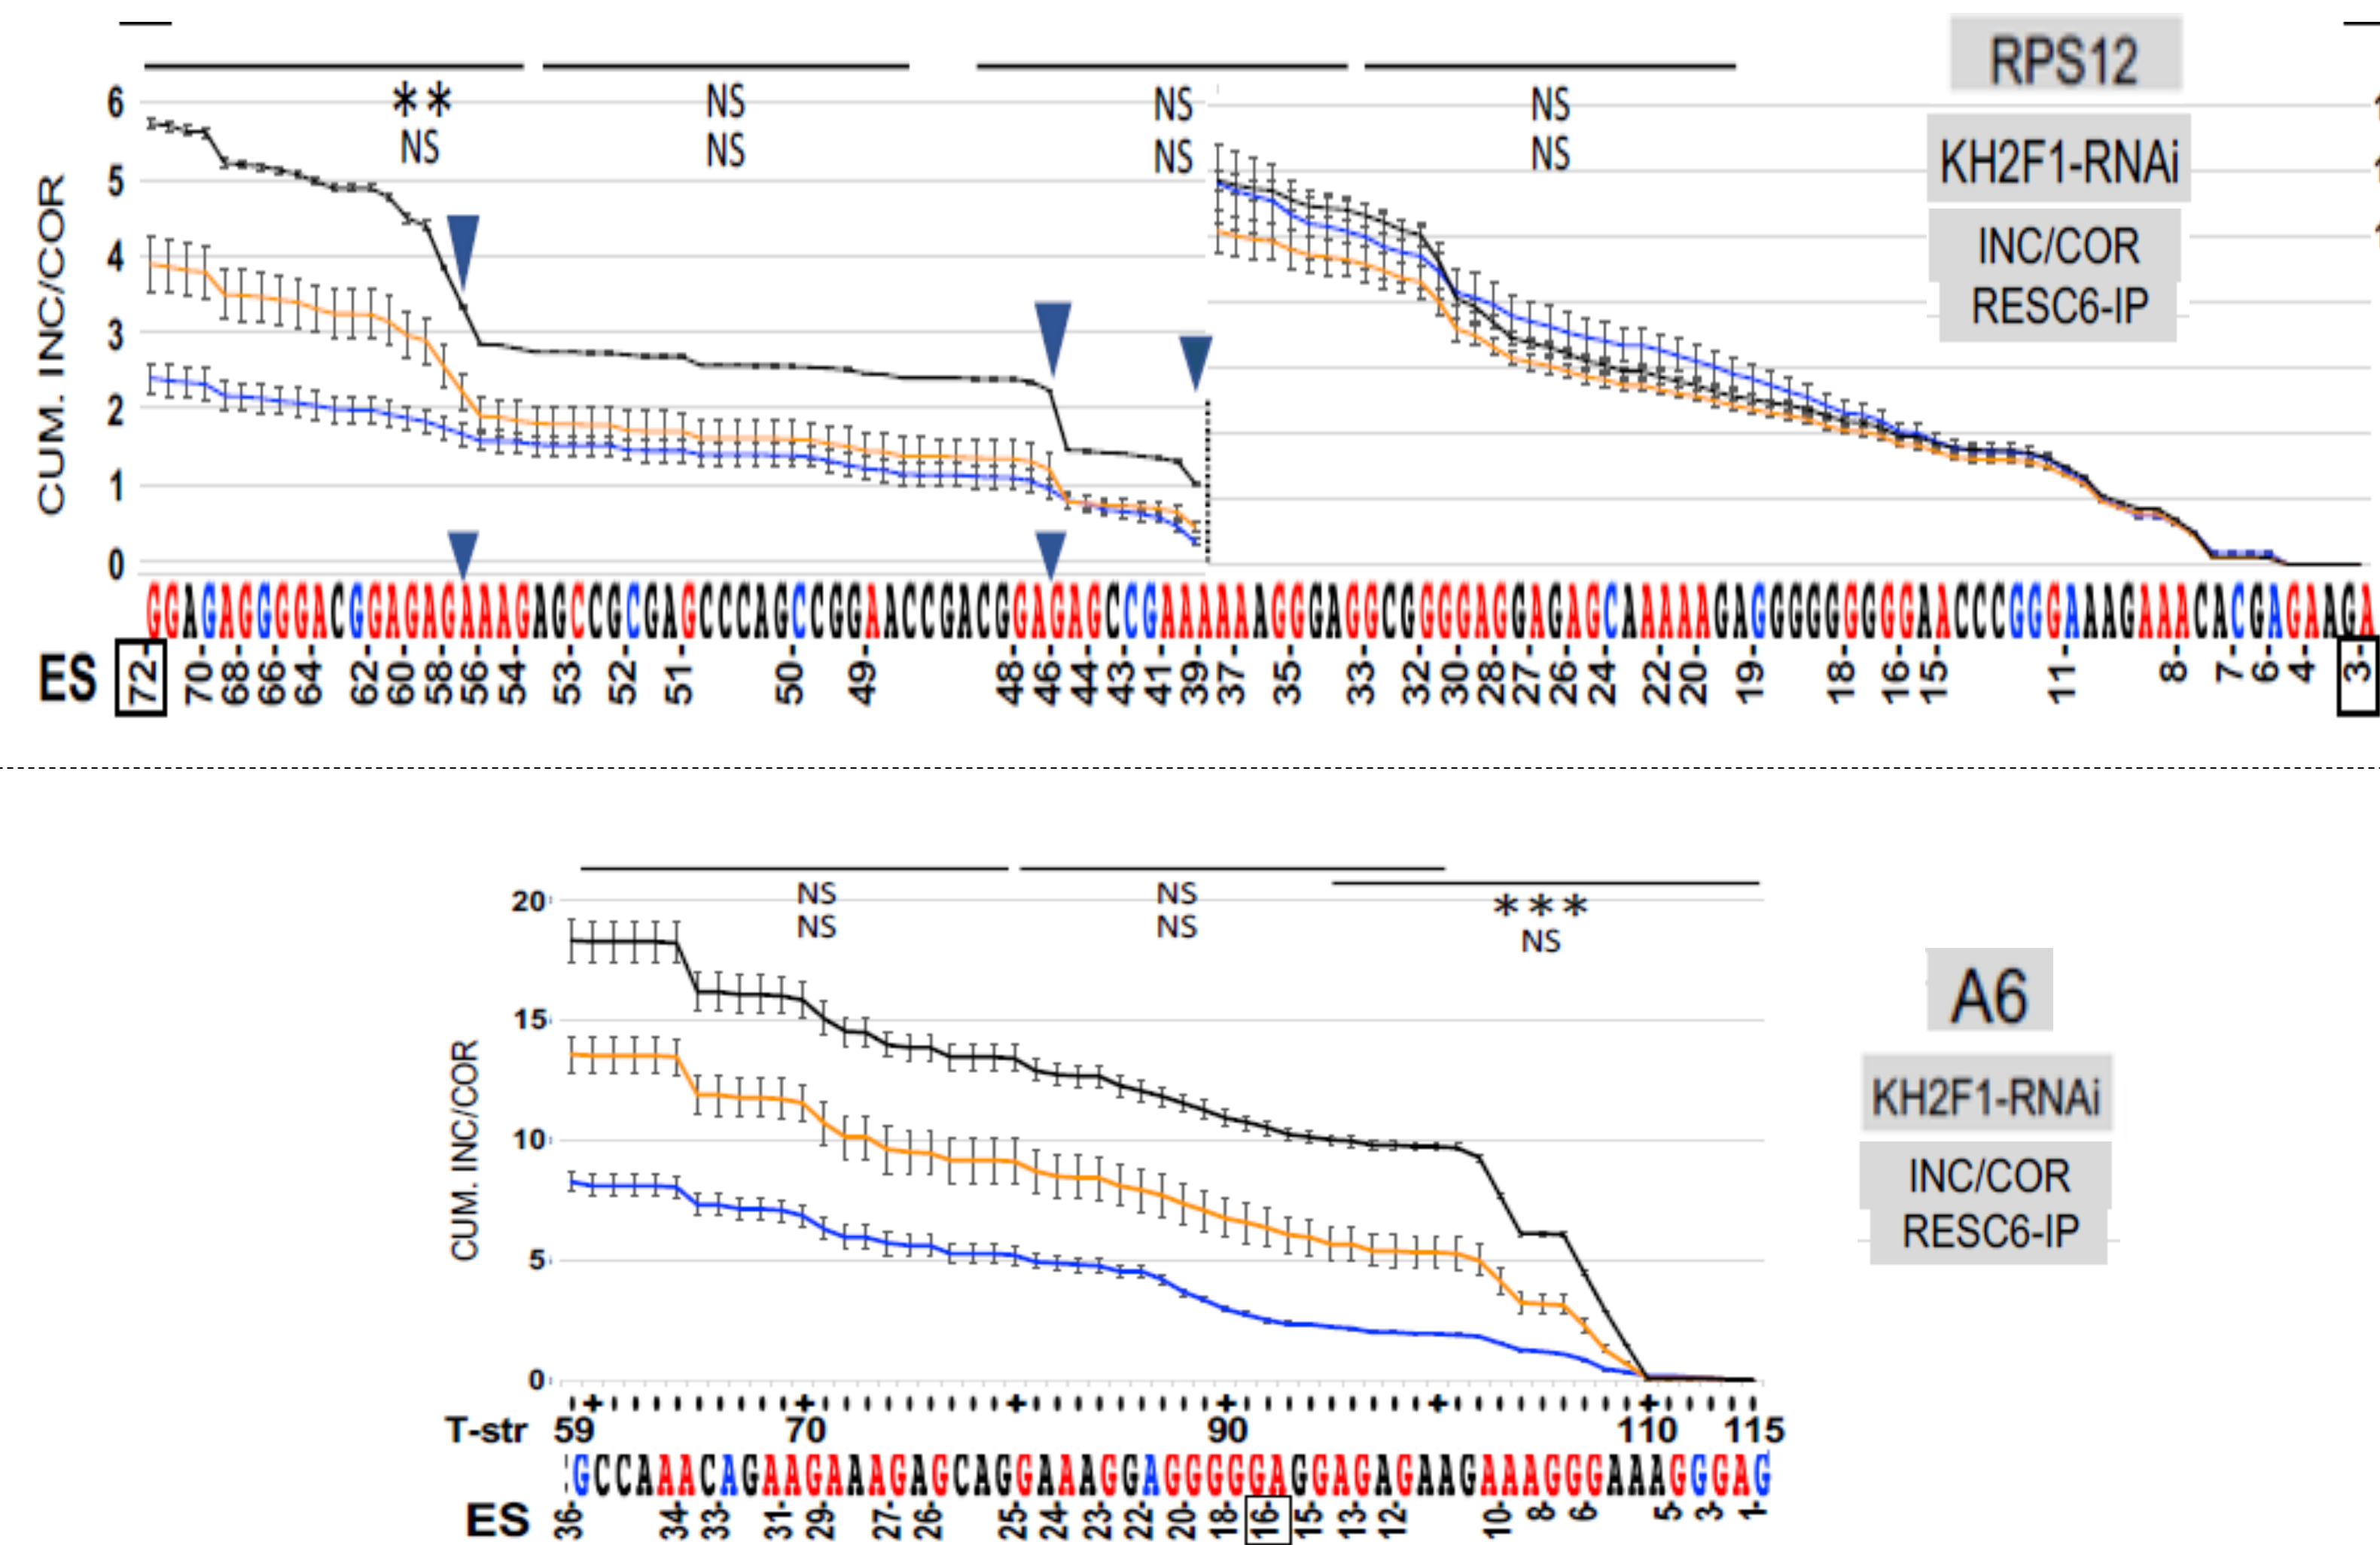 RPS12
KH2F1-RNAi
INC/COR
RESC6-IP
** NS NS NS
NS NS NS NS
CUM. INC/COR
6
5
4
3
2
1
0
GGAGAGGGGACGGAGAGAAAGAGCCGCGAGCCCAGCCGGAACCGACGGAGAGCCGAAAAAAGGGAGGCGGGGAGGAGAGCAAAAAGAGGGGGGGGGAACCCGGGAAAGAAACACGAGAAGA
ES 72- 70- 68- 66- 64- 62- 60- 58- 56- 54- 53- 52- 51- 50- 49- 48- 46- 44- 43- 41- 39- 37- 35- 33- 32- 30- 28- 27- 26- 24- 22- 20- 19- 18- 16- 15- 11- 8- 7- 6- 4- 3-
A6
KH2F1-RNAi
INC/COR
RESC6-IP
NS NS ***
NS NS NS
CUM. INC/COR
20
15
10
5
0
T-str 59 70 90 110 115
GCCAAACAGAAGAAAGAGCAGGAAAGGAGGGGGAGGAGAGAAGAAAGGGAAAGGGAG
ES 36- 34- 33- 31- 29- 27- 26- 25- 24- 23- 22- 20- 18- 16- 15- 13- 12- 10- 8- 6- 5- 3- 1-